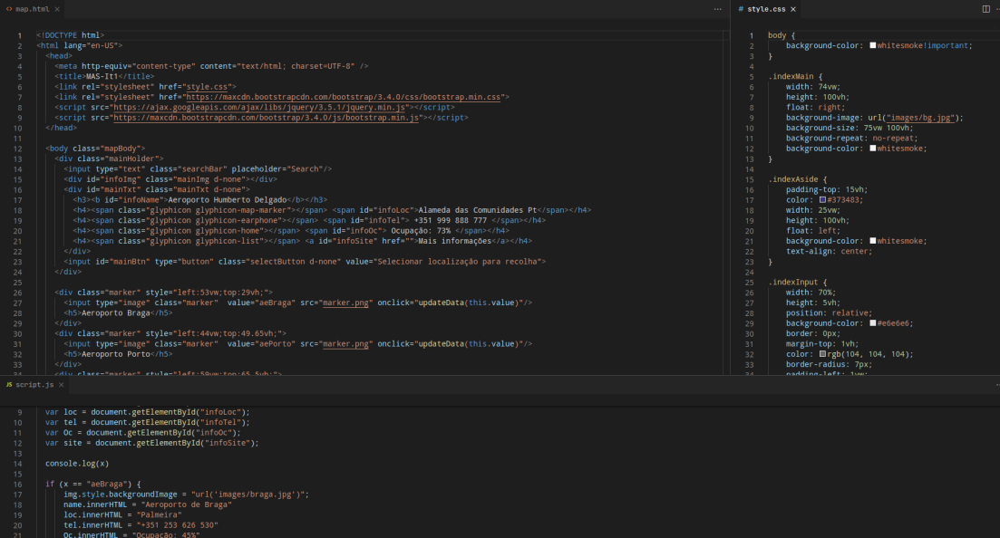 <> map.html ×
···
1 <!DOCTYPE html>
2 <html lang="en-US">
3 <head>
4 <meta http-equiv="content-type" content="text/html; charset=UTF-8" />
5 <title>MAS-It1</title>
6 <link rel="stylesheet" href="style.css">
7 <link rel="stylesheet" href="https://maxcdn.bootstrapcdn.com/bootstrap/3.4.0/css/bootstrap.min.css">
8 <script src="https://ajax.googleapis.com/ajax/libs/jquery/3.5.1/jquery.min.js"></script>
9 <script src="https://maxcdn.bootstrapcdn.com/bootstrap/3.4.0/js/bootstrap.min.js"></script>
10 </head>
11
12 <body class="mapBody">
13 <div class="mainHolder">
14 <input type="text" class="searchBar" placeholder="Search"/>
15 <div id="infoImg" class="mainImg d-none"></div>
16 <div id="mainTxt" class="mainTxt d-none">
17 <h3><b id="infoName">Aeroporto Humberto Delgado</b></h3>
18 <h4><span class="glyphicon glyphicon-map-marker"></span> <span id="infoLoc">Alameda das Comunidades Pt</span></h4>
19 <h4><span class="glyphicon glyphicon-earphone"></span> <span id="infoTel"> +351 999 888 777 </span></h4>
20 <h4><span class="glyphicon glyphicon-home"></span> <span id="infoOc"> Ocupação: 73% </span></h4>
21 <h4><span class="glyphicon glyphicon-list"></span> <a id="infoSite" href="">Mais informações</a></h4>
22 </div>
23 <input id="mainBtn" type="button" class="selectButton d-none" value="Selecionar localização para recolha">
24 </div>
25
26 <div class="marker" style="left:53vw;top:29vh;">
27 <input type="image" class="marker"  value="aeBraga" src="marker.png" onclick="updateData(this.value)"/>
28 <h5>Aeroporto Braga</h5>
29 </div>
30 <div class="marker" style="left:44vw;top:49.65vh;">
31 <input type="image" class="marker"  value="aePorto" src="marker.png" onclick="updateData(this.value)"/>
32 <h5>Aeroporto Porto</h5>
33 </div>
34 <div class="marker" style="left:59vw;top:65.5vh;">
# style.css ×
1 body {
2 background-color: whitesmoke!important;
3 }
4
5 .indexMain {
6 width: 74vw;
7 height: 100vh;
8 float: right;
9 background-image: url("images/bg.jpg");
10 background-size: 75vw 100vh;
11 background-repeat: no-repeat;
12 background-color: whitesmoke;
13 }
14
15 .indexAside {
16 padding-top: 15vh;
17 color: #373483;
18 width: 25vw;
19 height: 100vh;
20 float: left;
21 background-color: whitesmoke;
22 text-align: center;
23 }
24
25 .indexInput {
26 width: 70%;
27 height: 5vh;
28 position: relative;
29 background-color: #e6e6e6;
30 border: 0px;
31 margin-top: 1vh;
32 color: rgb(104, 104, 104);
33 border-radius: 7px;
34 padding-left: 1vw;
JS script.js ×
9 var loc = document.getElementById("infoLoc");
10 var tel = document.getElementById("infoTel");
11 var Oc = document.getElementById("infoOc");
12 var site = document.getElementById("infoSite");
13
14 console.log(x)
15
16 if (x == "aeBraga") {
17 img.style.backgroundImage = "url('images/braga.jpg')";
18 name.innerHTML = "Aeroporto de Braga"
19 loc.innerHTML = "Palmeira"
20 tel.innerHTML = "+351 253 626 530"
21 Oc.innerHTML = "Ocupação: 45%"